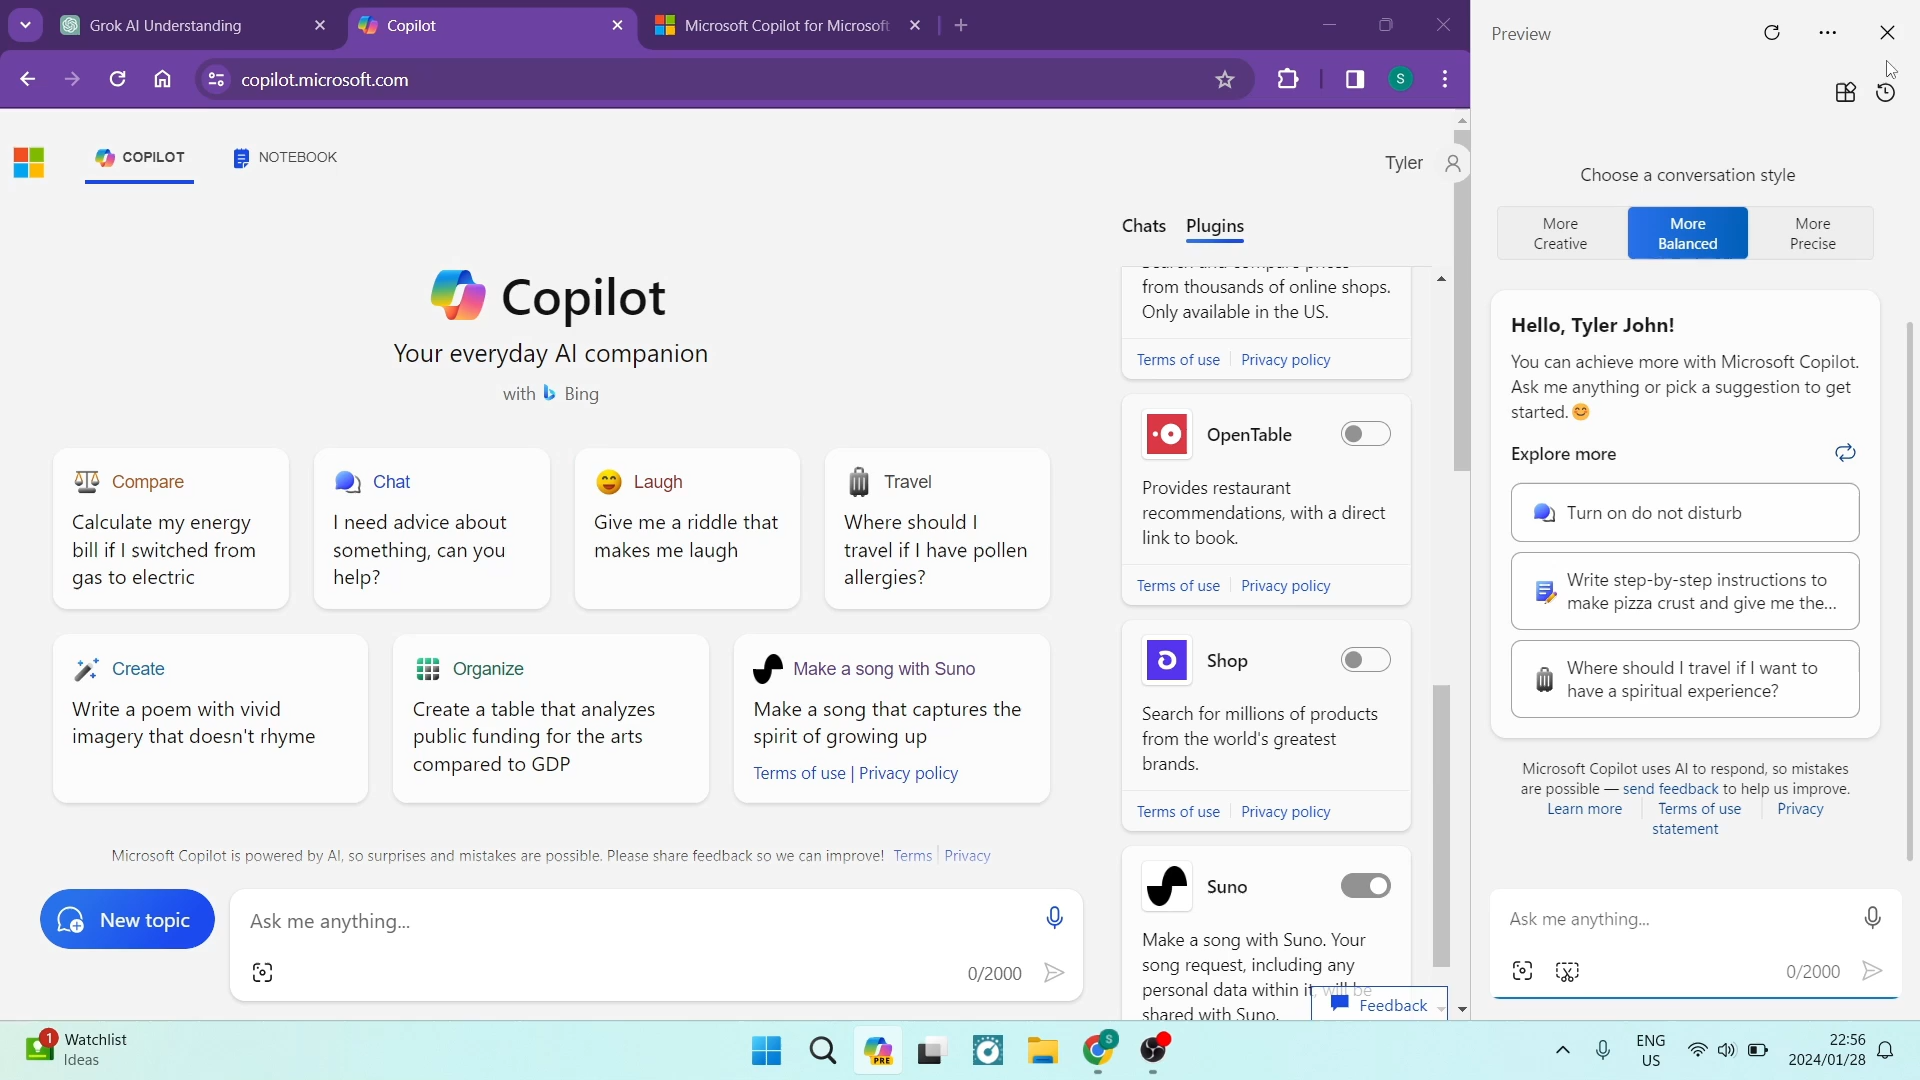 Grok AI Understanding
Copilot
Microsoft Copilot for Microsoft
copilot.microsoft.com
S
COPILOT
NOTEBOOK
Tyler
Copilot
Your everyday AI companion
with Bing
Compare
Calculate my energy
bill if I switched from
gas to electric
Chat
I need advice about
something, can you
help?
Laugh
Give me a riddle that
makes me laugh
Travel
Where should I
travel if I have pollen
allergies?
Create
Write a poem with vivid
imagery that doesn't rhyme
Organize
Create a table that analyzes
public funding for the arts
compared to GDP
Make a song with Suno
Make a song that captures the
spirit of growing up
Terms of use | Privacy policy
Microsoft Copilot is powered by AI, so surprises and mistakes are possible. Please share feedback so we can improve! Terms Privacy
New topic
Ask me anything...
0/2000
Chats Plugins
from thousands of online shops.
Only available in the US.
Terms of use Privacy policy
OpenTable
Provides restaurant
recommendations, with a direct
link to book.
Terms of use Privacy policy
Shop
Search for millions of products
from the world's greatest
brands.
Terms of use Privacy policy
Suno
Make a song with Suno. Your
song request, including any
personal data within it, will be
shared with Suno.
Feedback
Preview
Choose a conversation style
More
Creative
More
Balanced
More
Precise
Hello, Tyler John!
You can achieve more with Microsoft Copilot.
Ask me anything or pick a suggestion to get
started.
Explore more
Turn on do not disturb
Write step-by-step instructions to
make pizza crust and give me the...
Where should I travel if I want to
have a spiritual experience?
Microsoft Copilot uses AI to respond, so mistakes
are possible — send feedback to help us improve.
Learn more Terms of use Privacy
statement
Ask me anything...
0/2000
1
Watchlist
Ideas
PRE
S
ENG
US
22:56
2024/01/28